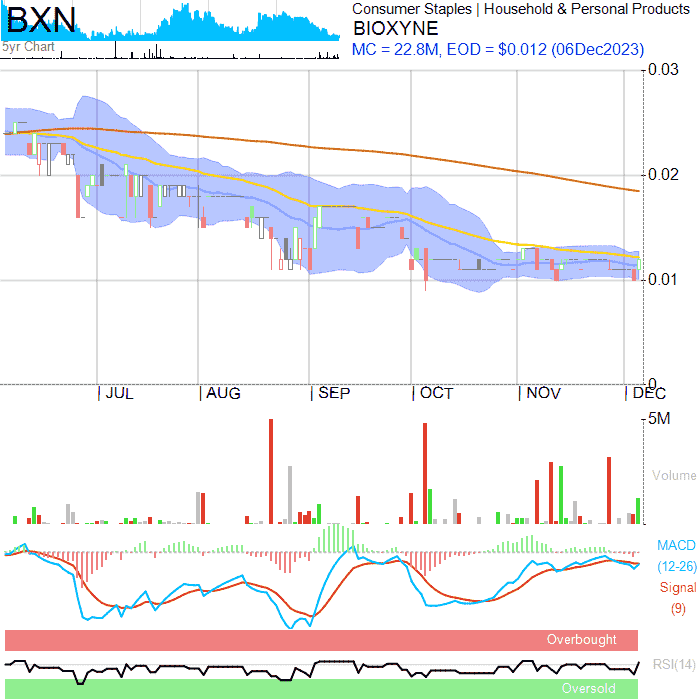 BXN
5yr Chart
Consumer Staples | Household & Personal Products
BIOXYNE
MC = 22.8M, EOD = $0.012 (06Dec2023)
0.03
0.02
0.01
0
JUL
AUG
SEP
OCT
NOV
DEC
5M
Volume
MACD
(12-26)
Signal
(9)
Overbought
RSI(14)
Oversold